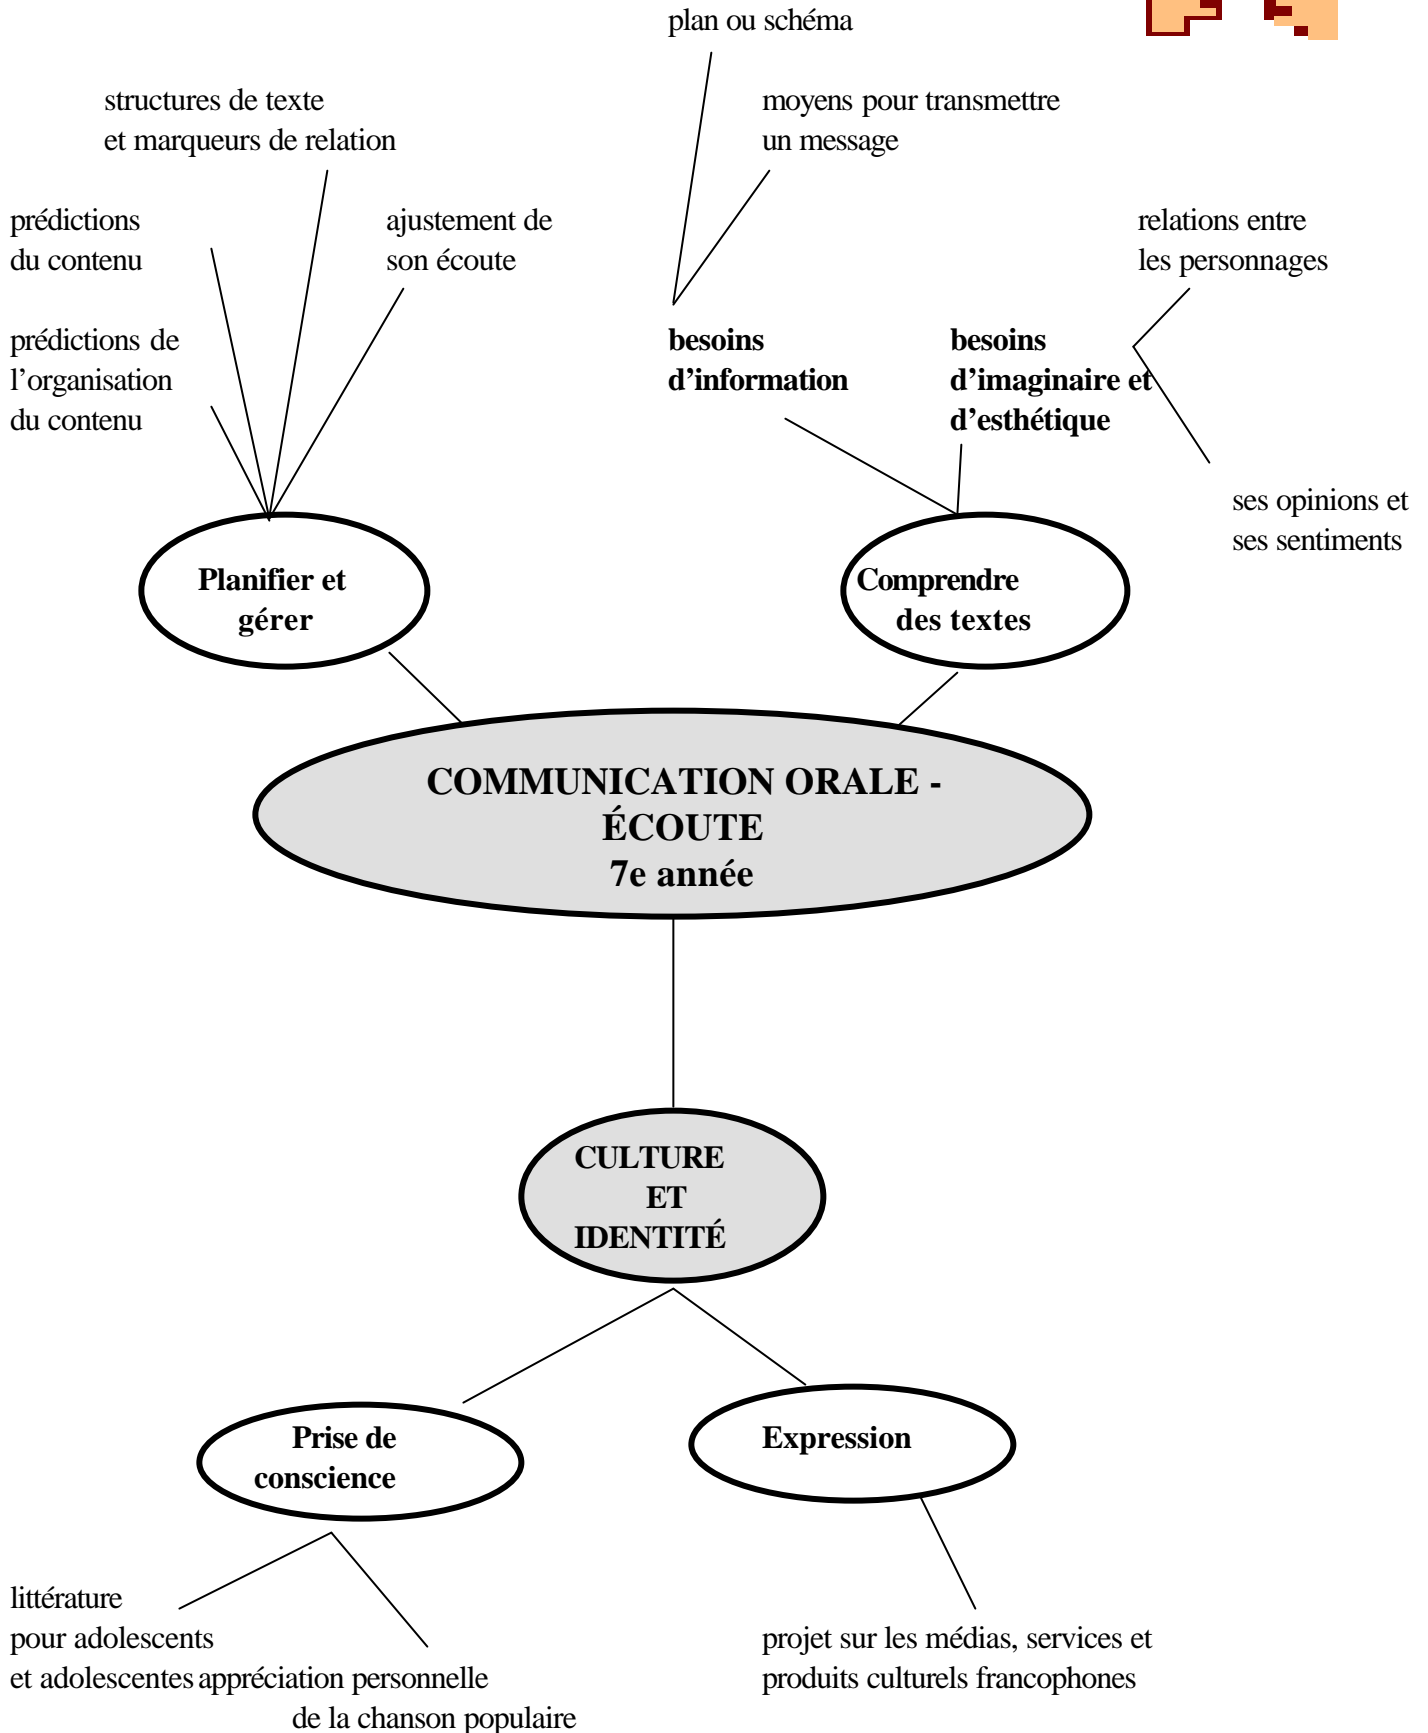 plan ou schéma
structures de texte
et marqueurs de relation
moyens pour transmettre
un message
prédictions
du contenu
ajustement de
son écoute
relations entre
les personnages
prédictions de
l’organisation
du contenu
besoins
d’information
besoins
d’imaginaire et
d’esthétique
ses opinions et
ses sentiments
Planifier et
gérer
Comprendre
des textes
COMMUNICATION ORALE -
ÉCOUTE
7e année
CULTURE
ET
IDENTITÉ
Prise de
conscience
Expression
littérature
pour adolescents
et adolescentes
appréciation personnelle
de la chanson populaire
projet sur les médias, services et
produits culturels francophones